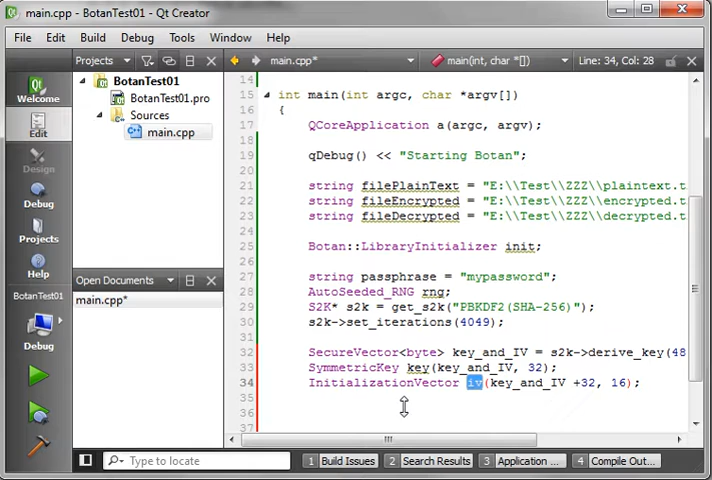 main.cpp - BotanTest01 - Qt Creator
File Edit Build Debug Tools Window Help
Projects main.cpp* main(int, char *[]) Line: 34, Col: 28
Welcome
Edit
Design
Debug
Projects
Help
BotanTest01
Debug
BotanTest01
BotanTest01.pro
Sources
main.cpp
Open Documents
main.cpp*
14
15 int main(int argc, char *argv[])
16 {
17 QCoreApplication a(argc, argv);
18
19 qDebug() << "Starting Botan";
20
21 string filePlainText = "E:\\Test\\ZZZ\\plaintext.t
22 string fileEncrypted = "E:\\Test\\ZZZ\\encrypted.t
23 string fileDecrypted = "E:\\Test\\ZZZ\\decrypted.t
24
25 Botan::LibraryInitializer init;
26
27 string passphrase = "mypassword";
28 AutoSeeded_RNG rng;
29 S2K* s2k = get_s2k("PBKDF2(SHA-256)");
30 s2k->set_iterations(4049);
31
32 SecureVector<byte> key_and_IV = s2k->derive_key(48
33 SymmetricKey key(key_and_IV, 32);
34 InitializationVector iv(key_and_IV +32, 16);
35
36
37
Type to locate 1 Build Issues 2 Search Results 3 Application ... 4 Compile Out...